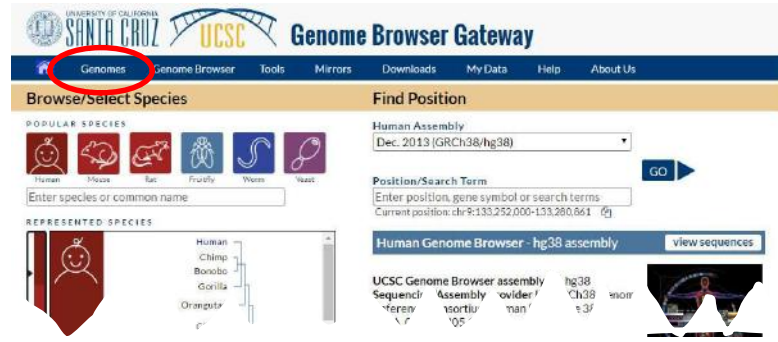 UNIVERSITY OF CALIFORNIA
SANTA CRUZ
UCSC
Genome Browser Gateway
Genomes
Genome Browser
Tools
Mirrors
Downloads
My Data
Help
About Us
Browse/Select Species
POPULAR SPECIES
Human
Mouse
Rat
Fruitfly
Worm
Yeast
Enter species or common name
REPRESENTED SPECIES
Human
Chimp
Bonobo
Gorilla
Find Position
Human Assembly
Dec. 2013 (GRCh38/hg38)
Position/Search Term
Enter position, gene symbol or search terms
Current position: chr9:133,252,000-133,280,861
GO
Human Genome Browser - hg38 assembly
view sequences
UCSC Genome Browser assembly hg38